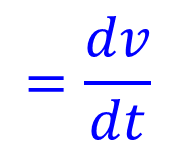 = dv/dt